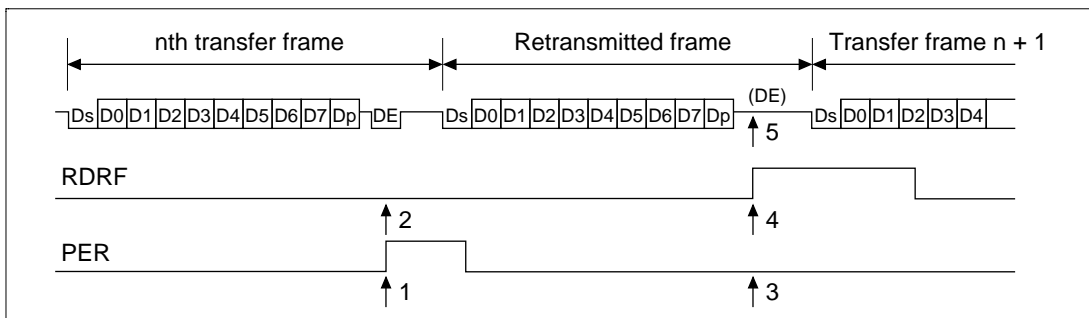 nth transfer frame Retransmitted frame Transfer frame n + 1
(DE)
Ds D0 D1 D2 D3 D4 D5 D6 D7 Dp DE Ds D0 D1 D2 D3 D4 D5 D6 D7 Dp Ds D0 D1 D2 D3 D4
5
RDRF
2 4
PER
1 3